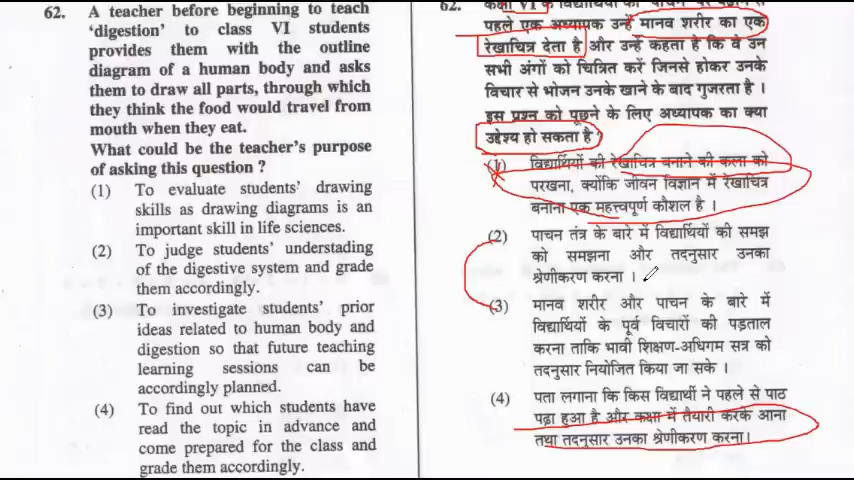 62. A teacher before beginning to teach
'digestion' to class VI students
provides them with the outline
diagram of a human body and asks
them to draw all parts, through which
they think the food would travel from
mouth when they eat.
What could be the teacher's purpose
of asking this question ?
(1) To evaluate students' drawing
skills as drawing diagrams is an
important skill in life sciences.
(2) To judge students' understading
of the digestive system and grade
them accordingly.
(3) To investigate students' prior
ideas related to human body and
digestion so that future teaching
learning sessions can be
accordingly planned.
(4) To find out which students have
read the topic in advance and
come prepared for the class and
grade them accordingly.
62. कक्षा VI के विद्यार्थियों को पाचन पर पढ़ाने से
पहले एक अध्यापक उन्हें मानव शरीर का एक
रेखाचित्र देता है और उन्हें कहता है कि वे उन
सभी अंगों को चित्रित करें जिनसे होकर उनके
विचार से भोजन उनके खाने के बाद गुजरता है ।
इस प्रश्न को पूछने के लिए अध्यापक का क्या
उद्देश्य हो सकता है ?
(1) विद्यार्थियों की रेखाचित्र बनाने की कला को
परखना, क्योंकि जीवन विज्ञान में रेखाचित्र
बनाना एक महत्त्वपूर्ण कौशल है ।
(2) पाचन तंत्र के बारे में विद्यार्थियों की समझ
को समझना और तदनुसार उनका
श्रेणीकरण करना ।
(3) मानव शरीर और पाचन के बारे में
विद्यार्थियों के पूर्व विचारों की पड़ताल
करना ताकि भावी शिक्षण-अधिगम सत्र को
तदनुसार नियोजित किया जा सके ।
(4) पता लगाना कि किस विद्यार्थी ने पहले से पाठ
पढ़ा हुआ है और कक्षा में तैयारी करके आना
तथा तदनुसार उनका श्रेणीकरण करना।